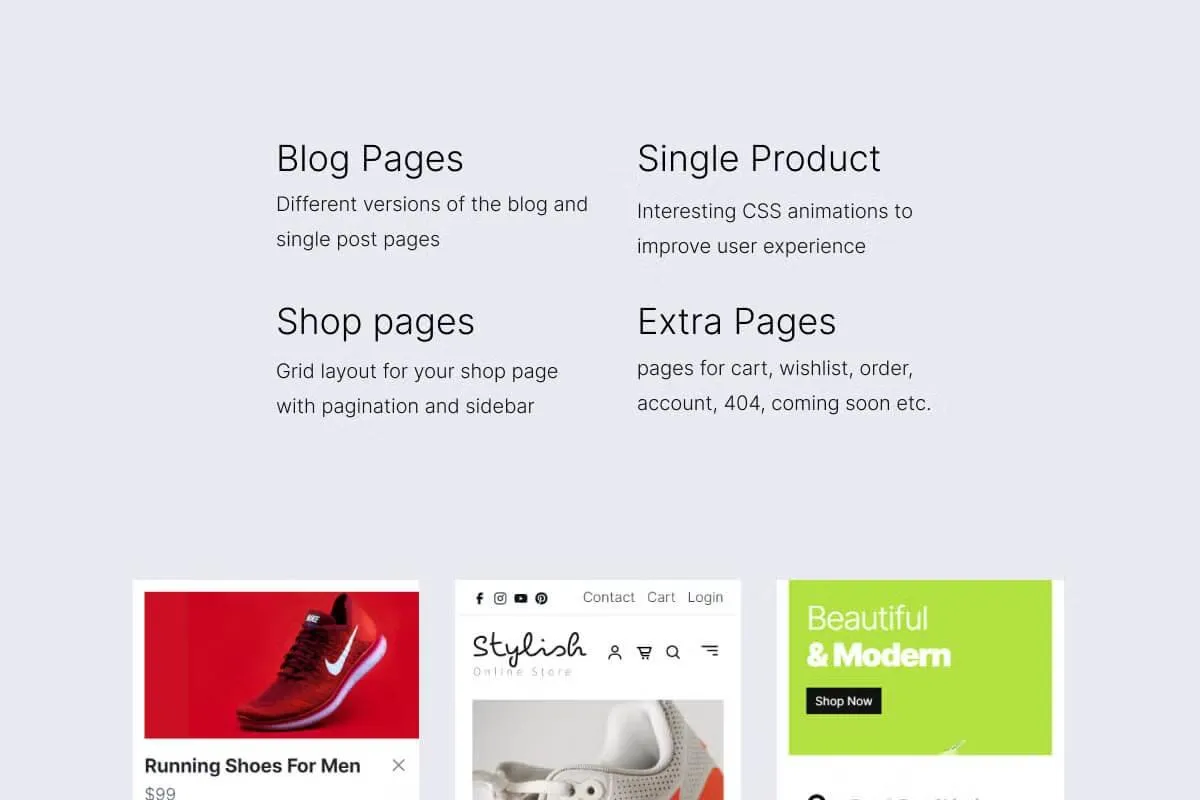 Blog Pages
Different versions of the blog and
single post pages
Single Product
Interesting CSS animations to
improve user experience
Shop pages
Grid layout for your shop page
with pagination and sidebar
Extra Pages
pages for cart, wishlist, order,
account, 404, coming soon etc.
NIKE
Running Shoes For Men
$99
Contact Cart Login
Stylish
Online Store
Beautiful
& Modern
Shop Now